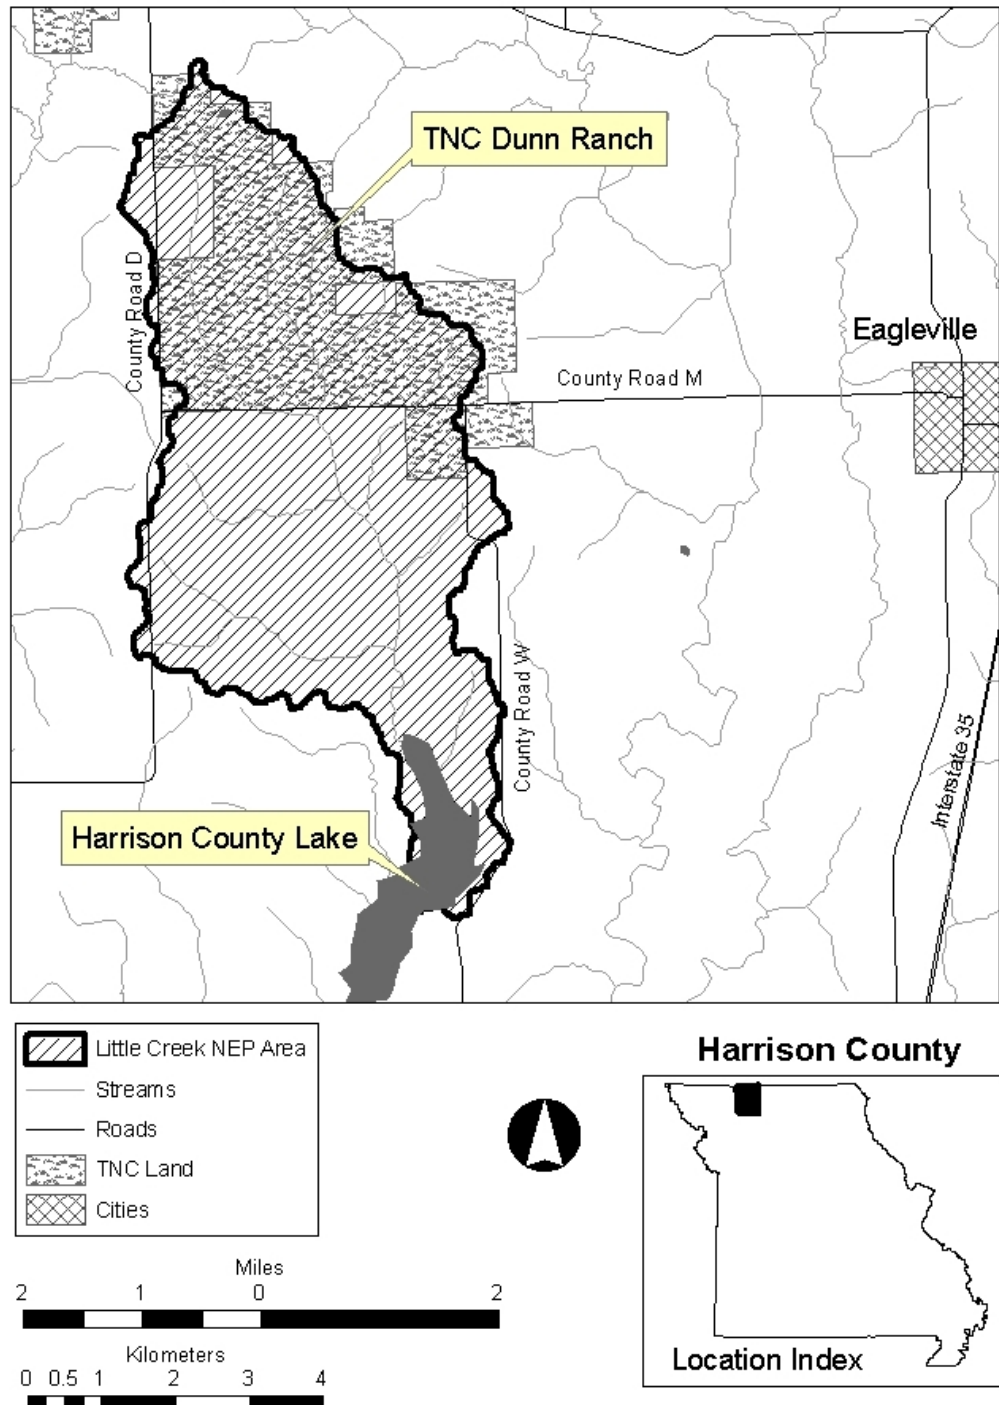 TNC Dunn Ranch
County Road D
Eagleville
County Road M
County Road W
Interstate 35
Harrison County Lake
Little Creek NEP Area
Streams
Roads
TNC Land
Cities
Harrison County
Location Index
Miles
2 1 0 2
Kilometers
0 0.5 1 2 3 4